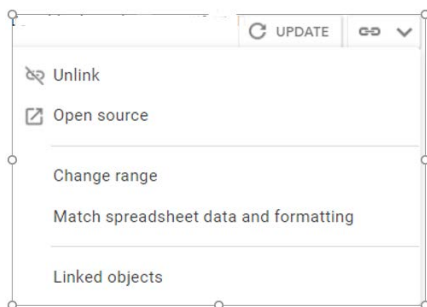 UPDATE
Unlink
Open source
Change range
Match spreadsheet data and formatting
Linked objects